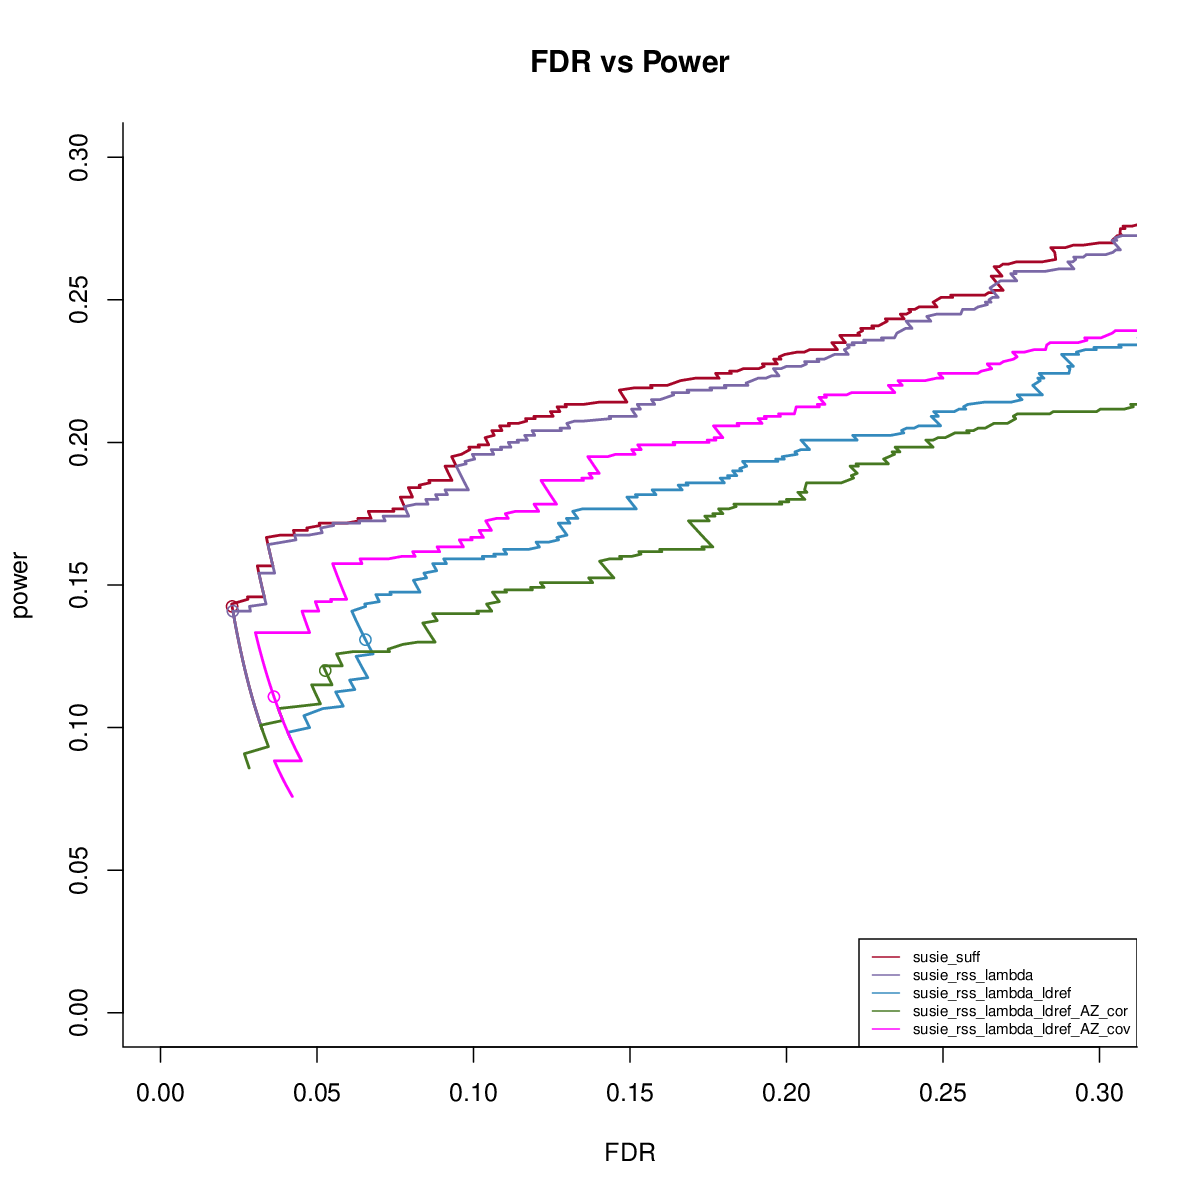 FDR vs Power
power
0.30
0.25
0.20
0.15
0.10
0.05
0.00
susie_suff
susie_rss_lambda
susie_rss_lambda_ldref
susie_rss_lambda_ldref_AZ_cor
susie_rss_lambda_ldref_AZ_cov
0.00 0.05 0.10 0.15 0.20 0.25 0.30
FDR